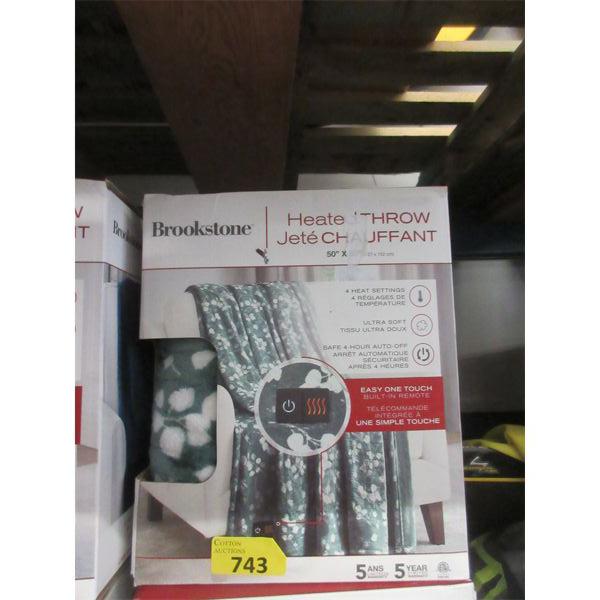 Brookstone
Heated THROW
Jeté CHAUFFANT
50" X
4 HEAT SETTINGS
4 RÉGLAGES DE
TEMPÉRATURE
ULTRA SOFT
TISSU ULTRA DOUX
SAFE 4-HOUR AUTO-OFF
ARRÊT AUTOMATIQUE
SÉCURITAIRE
APRÈS 4 HEURES
EASY ONE TOUCH
BUILT-IN REMOTE
TÉLÉCOMMANDE
INTÉGRÉE À
UNE SIMPLE TOUCHE
COTTON
AUCTIONS
743
5 ANS 5 YEAR